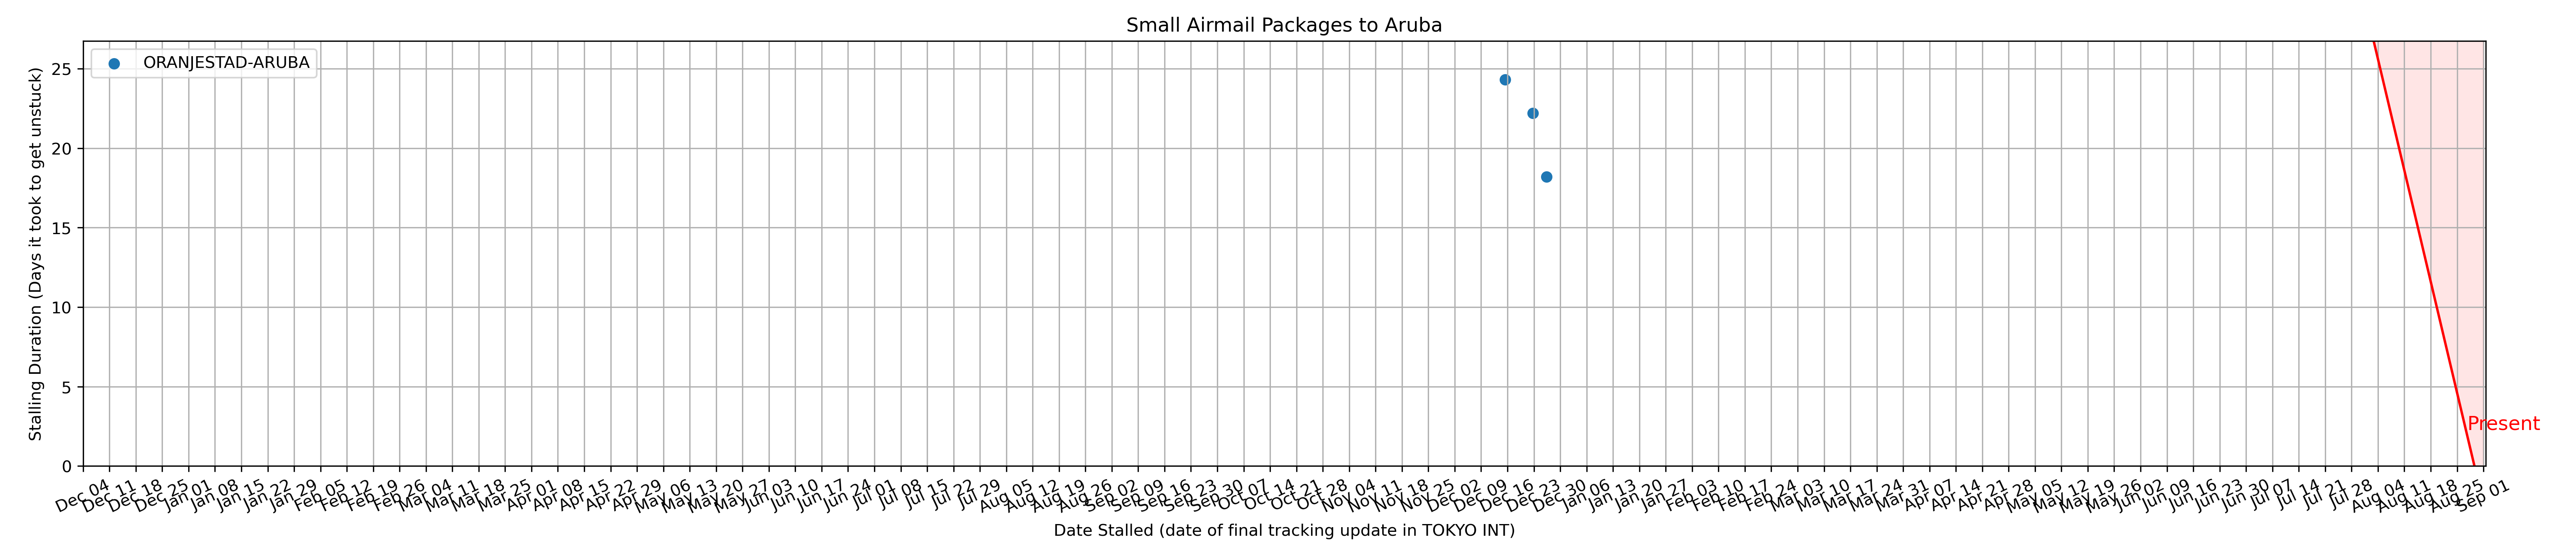 Small Airmail Packages to Aruba
ORANJESTAD-ARUBA
Stalling Duration (Days it took to get unstuck)
25
20
15
10
5
0
Present
Dec 04
Dec 11
Dec 18
Dec 25
Jan 01
Jan 08
Jan 15
Jan 22
Jan 29
Feb 05
Feb 12
Feb 19
Feb 26
Mar 04
Mar 11
Mar 18
Mar 25
Apr 01
Apr 08
Apr 15
Apr 22
Apr 29
May 06
May 13
May 20
May 27
Jun 03
Jun 10
Jun 17
Jun 24
Jul 01
Jul 08
Jul 15
Jul 22
Jul 29
Aug 05
Aug 12
Aug 19
Aug 26
Sep 02
Sep 09
Sep 16
Sep 23
Sep 30
Oct 07
Oct 14
Oct 21
Oct 28
Nov 04
Nov 11
Nov 18
Nov 25
Dec 02
Dec 09
Dec 16
Dec 23
Dec 30
Jan 06
Jan 13
Jan 20
Jan 27
Feb 03
Feb 10
Feb 17
Feb 24
Mar 03
Mar 10
Mar 17
Mar 24
Mar 31
Apr 07
Apr 14
Apr 21
Apr 28
May 05
May 12
May 19
May 26
Jun 02
Jun 09
Jun 16
Jun 23
Jun 30
Jul 07
Jul 14
Jul 21
Jul 28
Aug 04
Aug 11
Aug 18
Aug 25
Sep 01
Date Stalled (date of final tracking update in TOKYO INT)